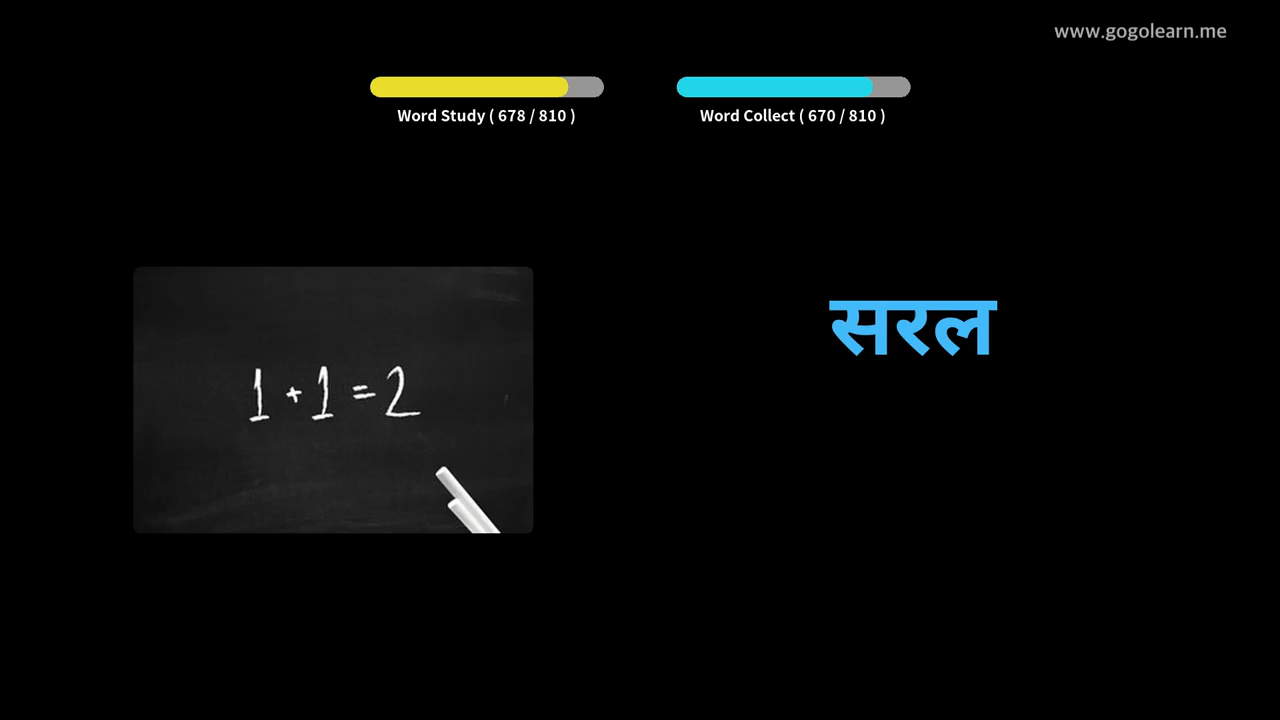 www.gogolearn.me
Word Study ( 678 / 810 )
Word Collect ( 670 / 810 )
सरल
1 + 1 = 2